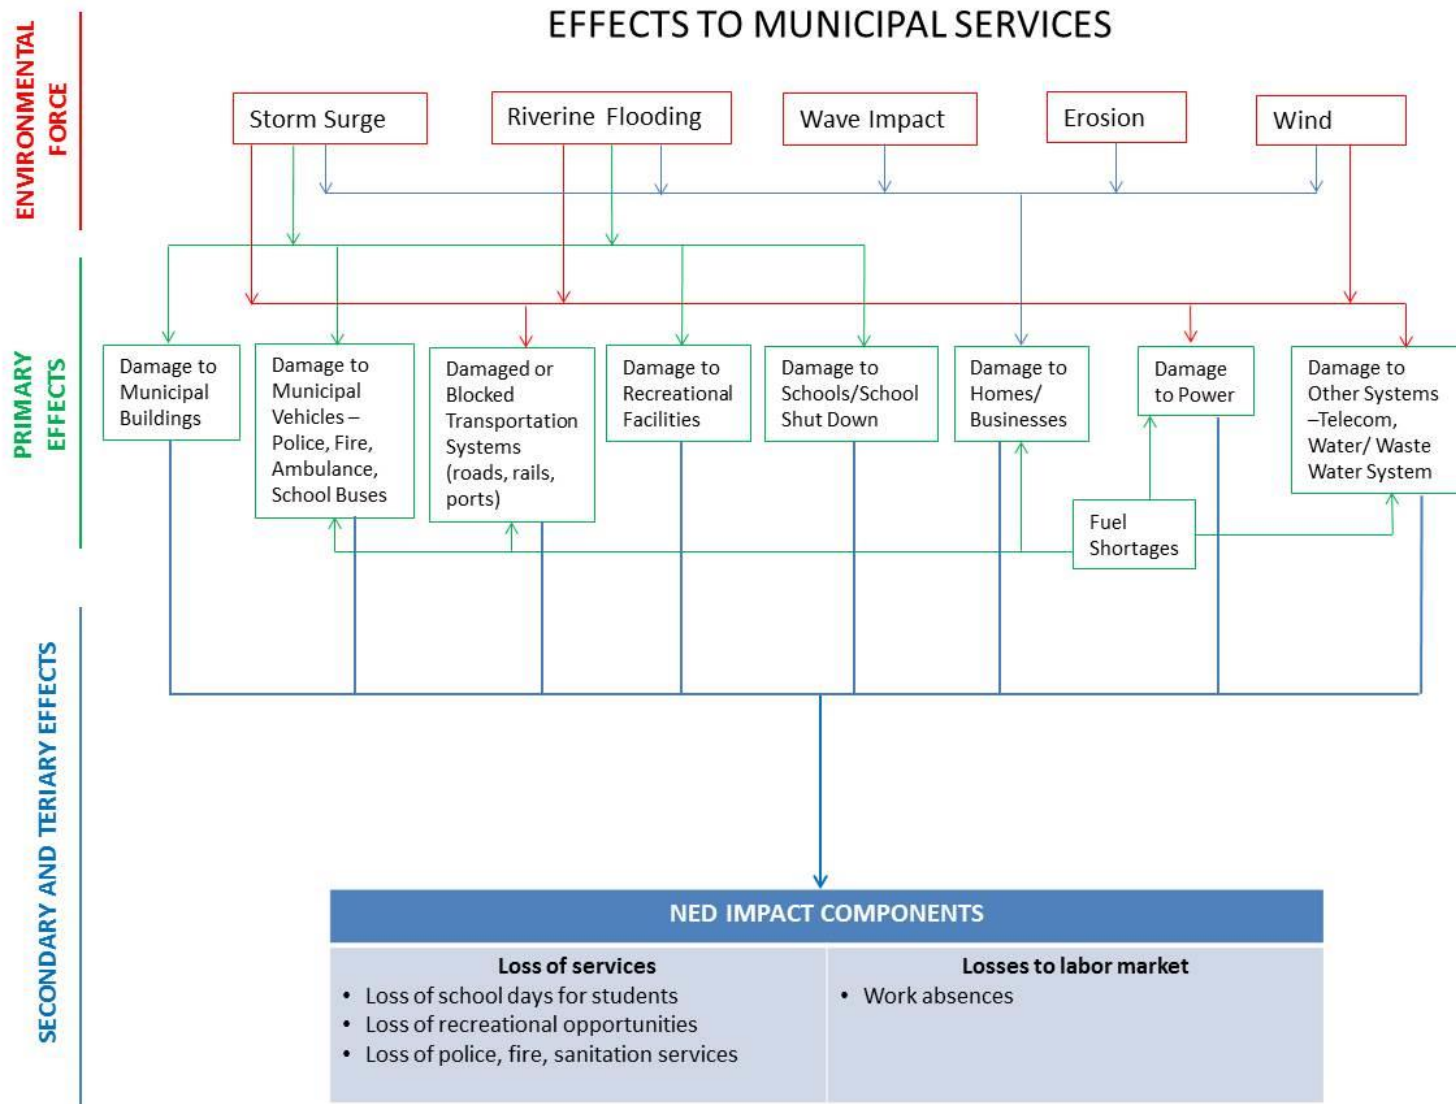 EFFECTS TO MUNICIPAL SERVICES
ENVIRONMENTAL
FORCE
Storm Surge
Riverine Flooding
Wave Impact
Erosion
Wind
PRIMARY
EFFECTS
Damage to
Municipal
Buildings
Damage to
Municipal
Vehicles –
Police, Fire,
Ambulance,
School Buses
Damaged or
Blocked
Transportation
Systems
(roads, rails,
ports)
Damage to
Recreational
Facilities
Damage to
Schools/School
Shut Down
Damage to
Homes/
Businesses
Damage
to Power
Damage to
Other Systems
–Telecom,
Water/ Waste
Water System
Fuel
Shortages
SECONDARY AND TERIARY EFFECTS
NED IMPACT COMPONENTS
Loss of services
• Loss of school days for students
• Loss of recreational opportunities
• Loss of police, fire, sanitation services
Losses to labor market
• Work absences